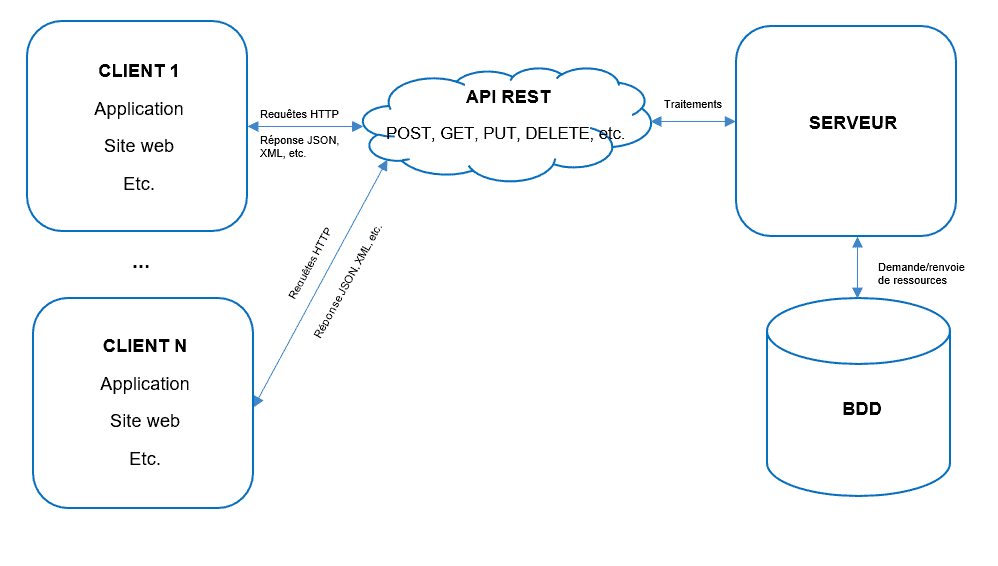 CLIENT 1
Application
Site web
Etc.
...
CLIENT N
Application
Site web
Etc.
Requêtes HTTP
Réponse JSON,
XML, etc.
Requêtes HTTP
Réponse JSON, XML, etc.
API REST
POST, GET, PUT, DELETE, etc.
Traitements
SERVEUR
Demande/renvoie
de ressources
BDD